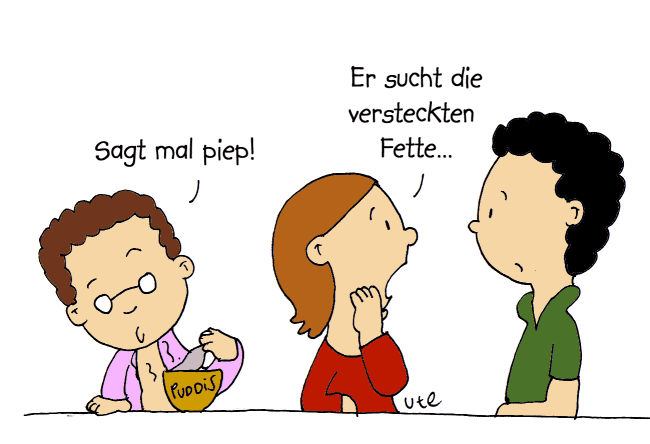 Er sucht die
versteckten
Fette...
Sagt mal piep!
PUDDIS
ute